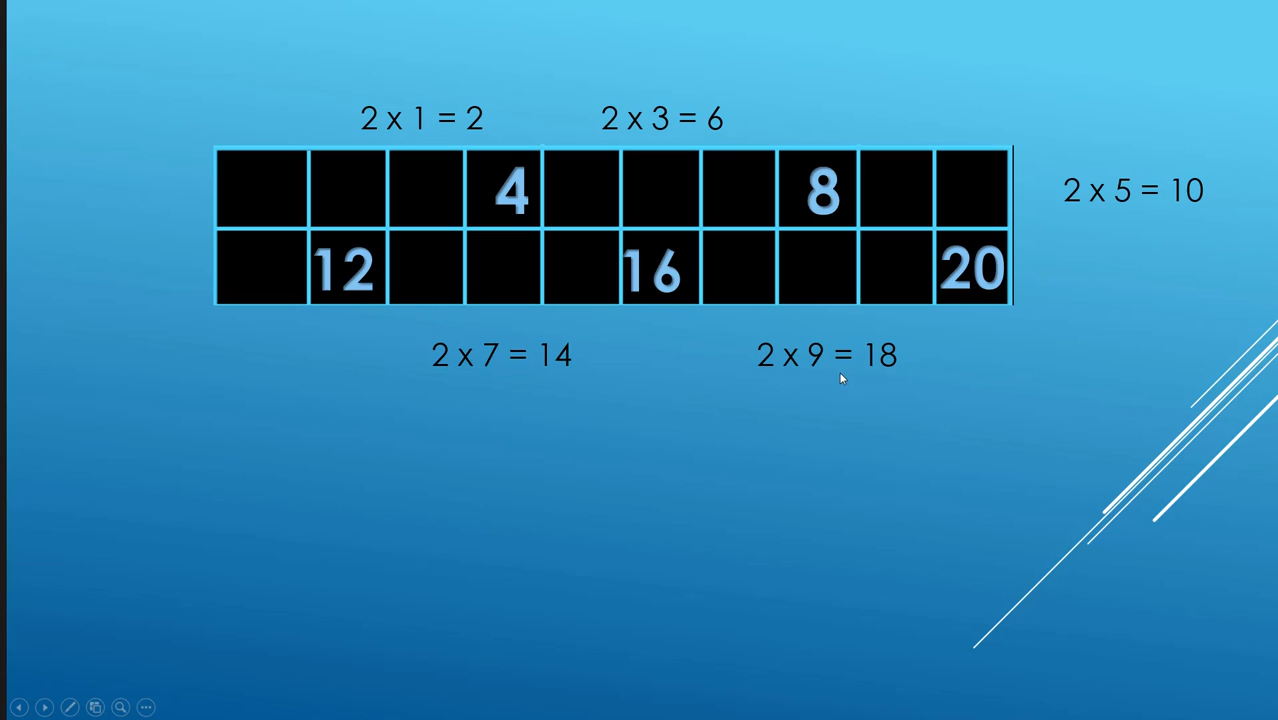 2 x 1 = 2 2 x 3 = 6
4 8
2 x 5 = 10
12 16 20
2 x 7 = 14 2 x 9 = 18